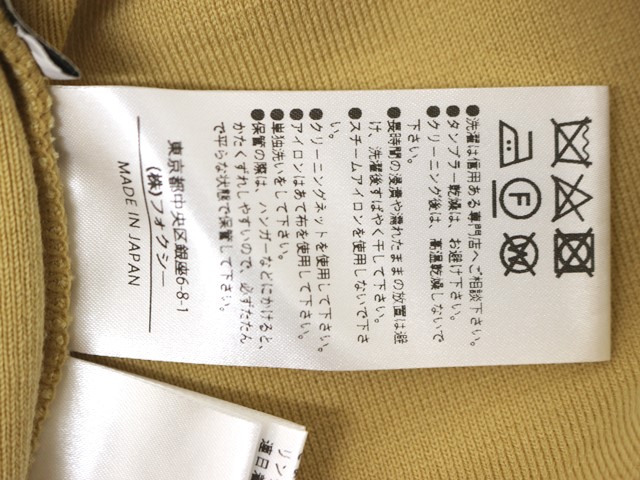 F
W
●洗濯は信用ある専門店へご相談下さい。
●タンブラー乾燥は、お避け下さい。
●クリーニング後は、高温乾燥しないで
下さい。
●長時間の浸漬や濡れたままの放置は避
け、洗濯後すばやく干して下さい。
●スチームアイロンを使用しないで下さ
い。
●クリーニングネットを使用して下さい。
●アイロンはあて布を使用して下さい。
●単独洗いをして下さい。
●保管の際は、ハンガーなどにかけると、
かたくずれしやすいので、必ずたたん
で平らな状態で保管して下さい。
東京都中央区銀座6-8-1
(株)フォクシー
MADE IN JAPAN
リン
連日